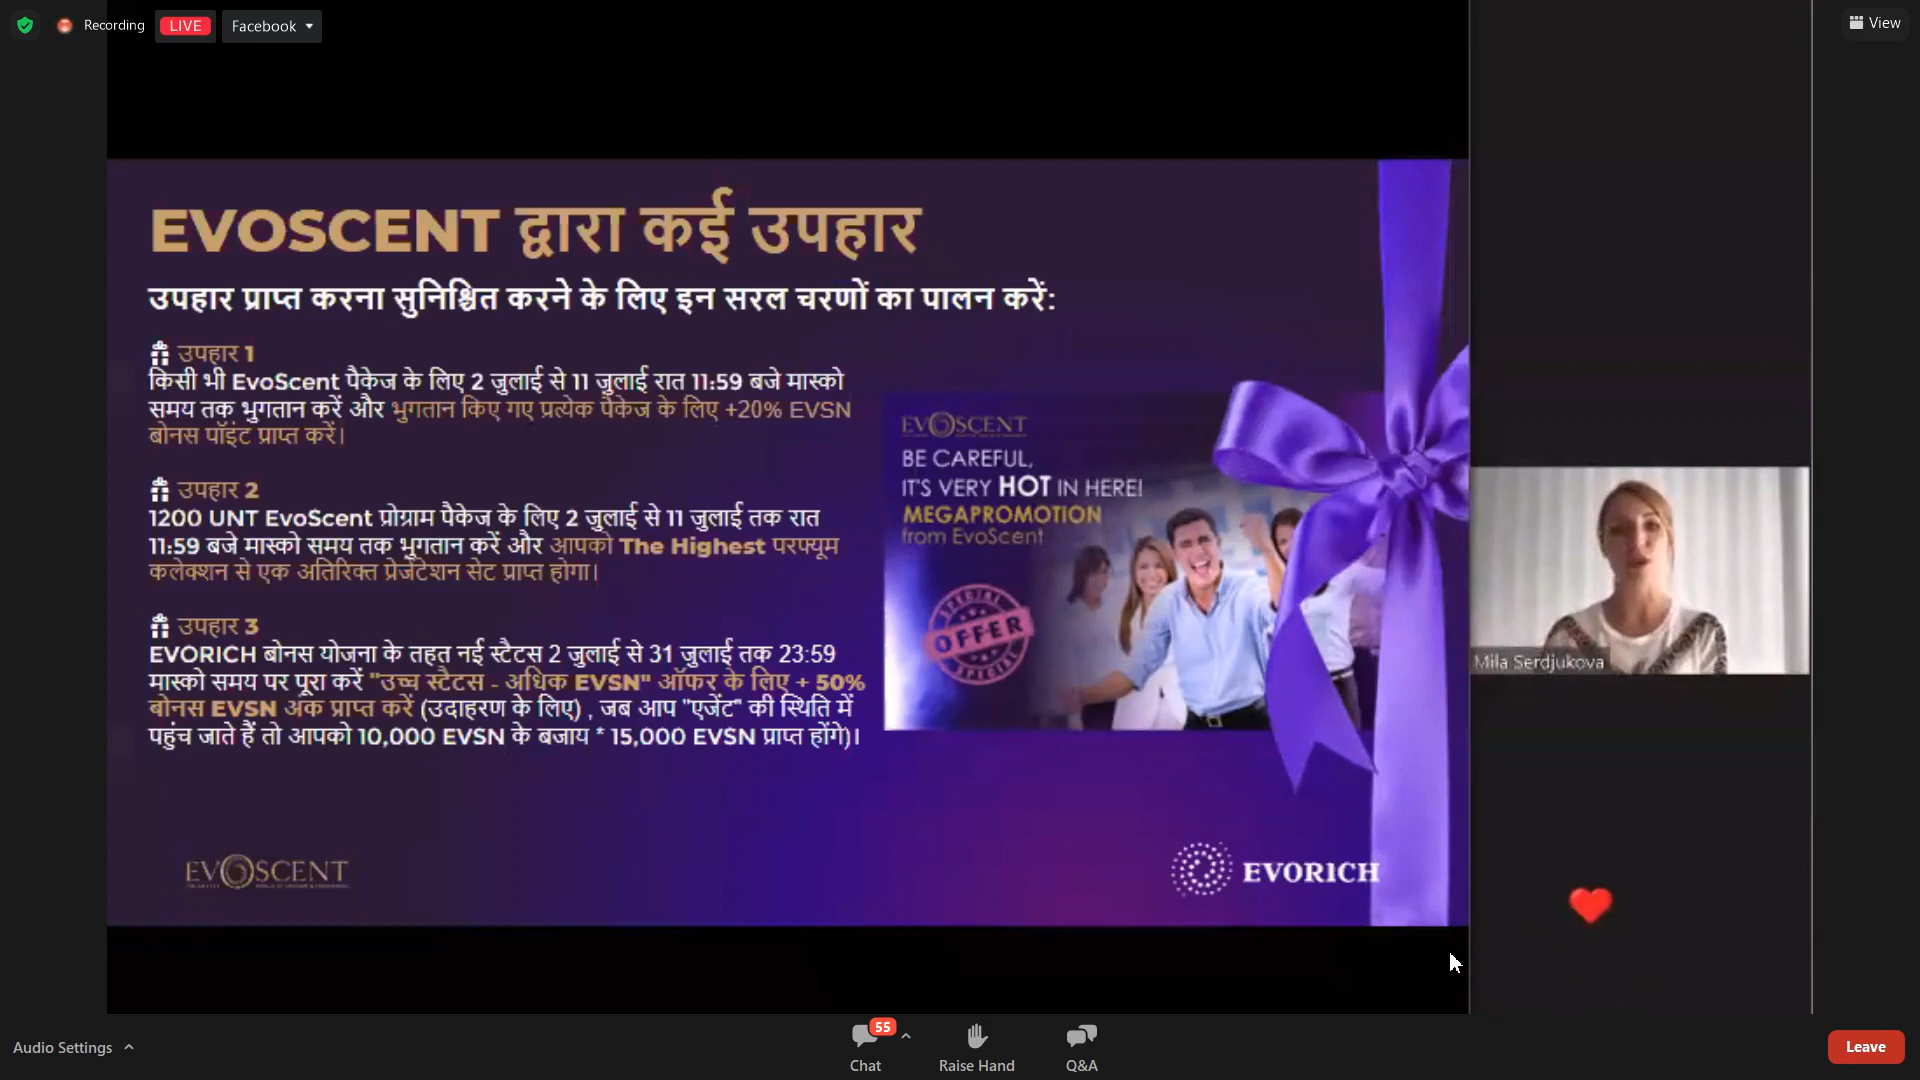 Recording
LIVE
Facebook
View
EVOSCENT द्वारा कई उपहार
उपहार प्राप्त करना सुनिश्चित करने के लिए इन सरल चरणों का पालन करें:
उपहार 1
किसी भी EvoScent पैकेज के लिए 2 जुलाई से 11 जुलाई रात 11:59 बजे मास्को
समय तक भुगतान करें और भुगतान किए गए प्रत्येक पैकेज के लिए +20% EVSN
बोनस पॉइंट प्राप्त करें।
उपहार 2
1200 UNT EvoScent प्रोग्राम पैकेज के लिए 2 जुलाई से 11 जुलाई तक रात
11:59 बजे मास्को समय तक भुगतान करें और आपको The Highest परफ्यूम
कलेक्शन से एक अतिरिक्त प्रेजेंटेशन सेट प्राप्त होगा।
उपहार 3
EVORICH बोनस योजना के तहत नई स्टैटस 2 जुलाई से 31 जुलाई तक 23:59
मास्को समय पर पूरा करें "उच्च स्टैटस - अधिक EVSN" ऑफर के लिए + 50%
बोनस EVSN अंक प्राप्त करें (उदाहरण के लिए) , जब आप "एजेंट" की स्थिति में
पहुंच जाते हैं तो आपको 10,000 EVSN के बजाय * 15,000 EVSN प्राप्त होंगे)।
EVOSCENT
BE CAREFUL,
IT'S VERY HOT IN HERE!
MEGAPROMOTION
from EvoScent
SPECIAL
OFFER
SPECIAL
Mila Serdjukova
EVOSCENT
EVORICH
Audio Settings
55
Chat
Raise Hand
Q&A
Leave